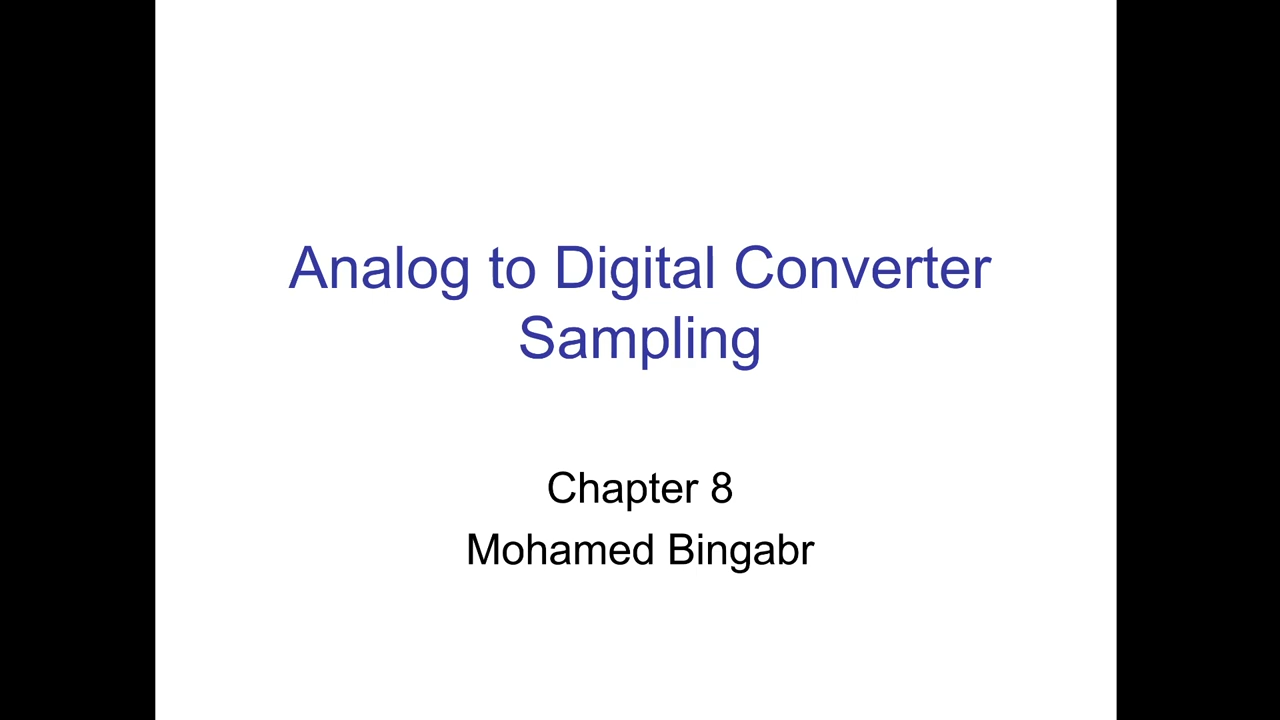 Analog to Digital Converter
Sampling
Chapter 8
Mohamed Bingabr